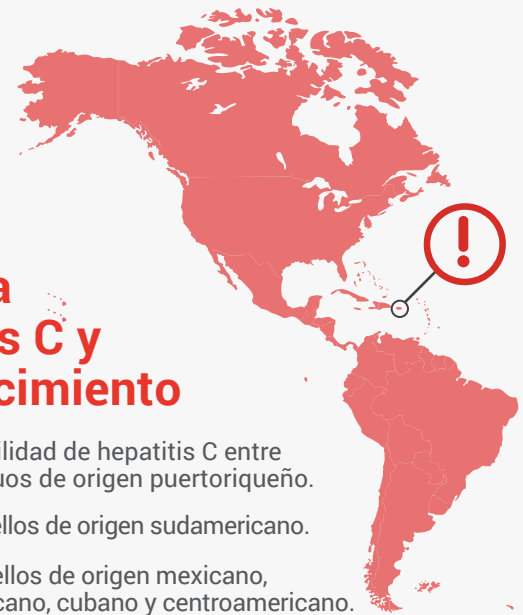 a
s C y
cimiento
ilidad de hepatitis C entre
uos de origen puertoriqueño.
ellos de origen sudamericano.
ellos de origen mexicano,
cano, cubano y centroamericano.
!